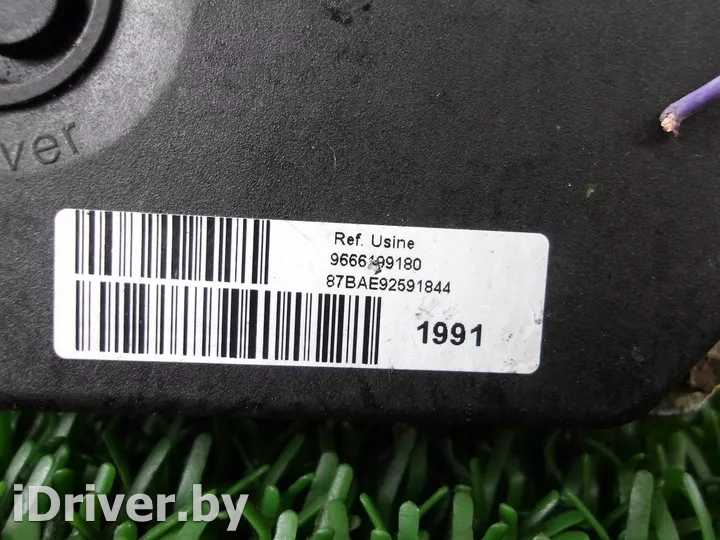 ver
Ref. Usine
9666199180
87BAE92591844
1991
iDriver.by